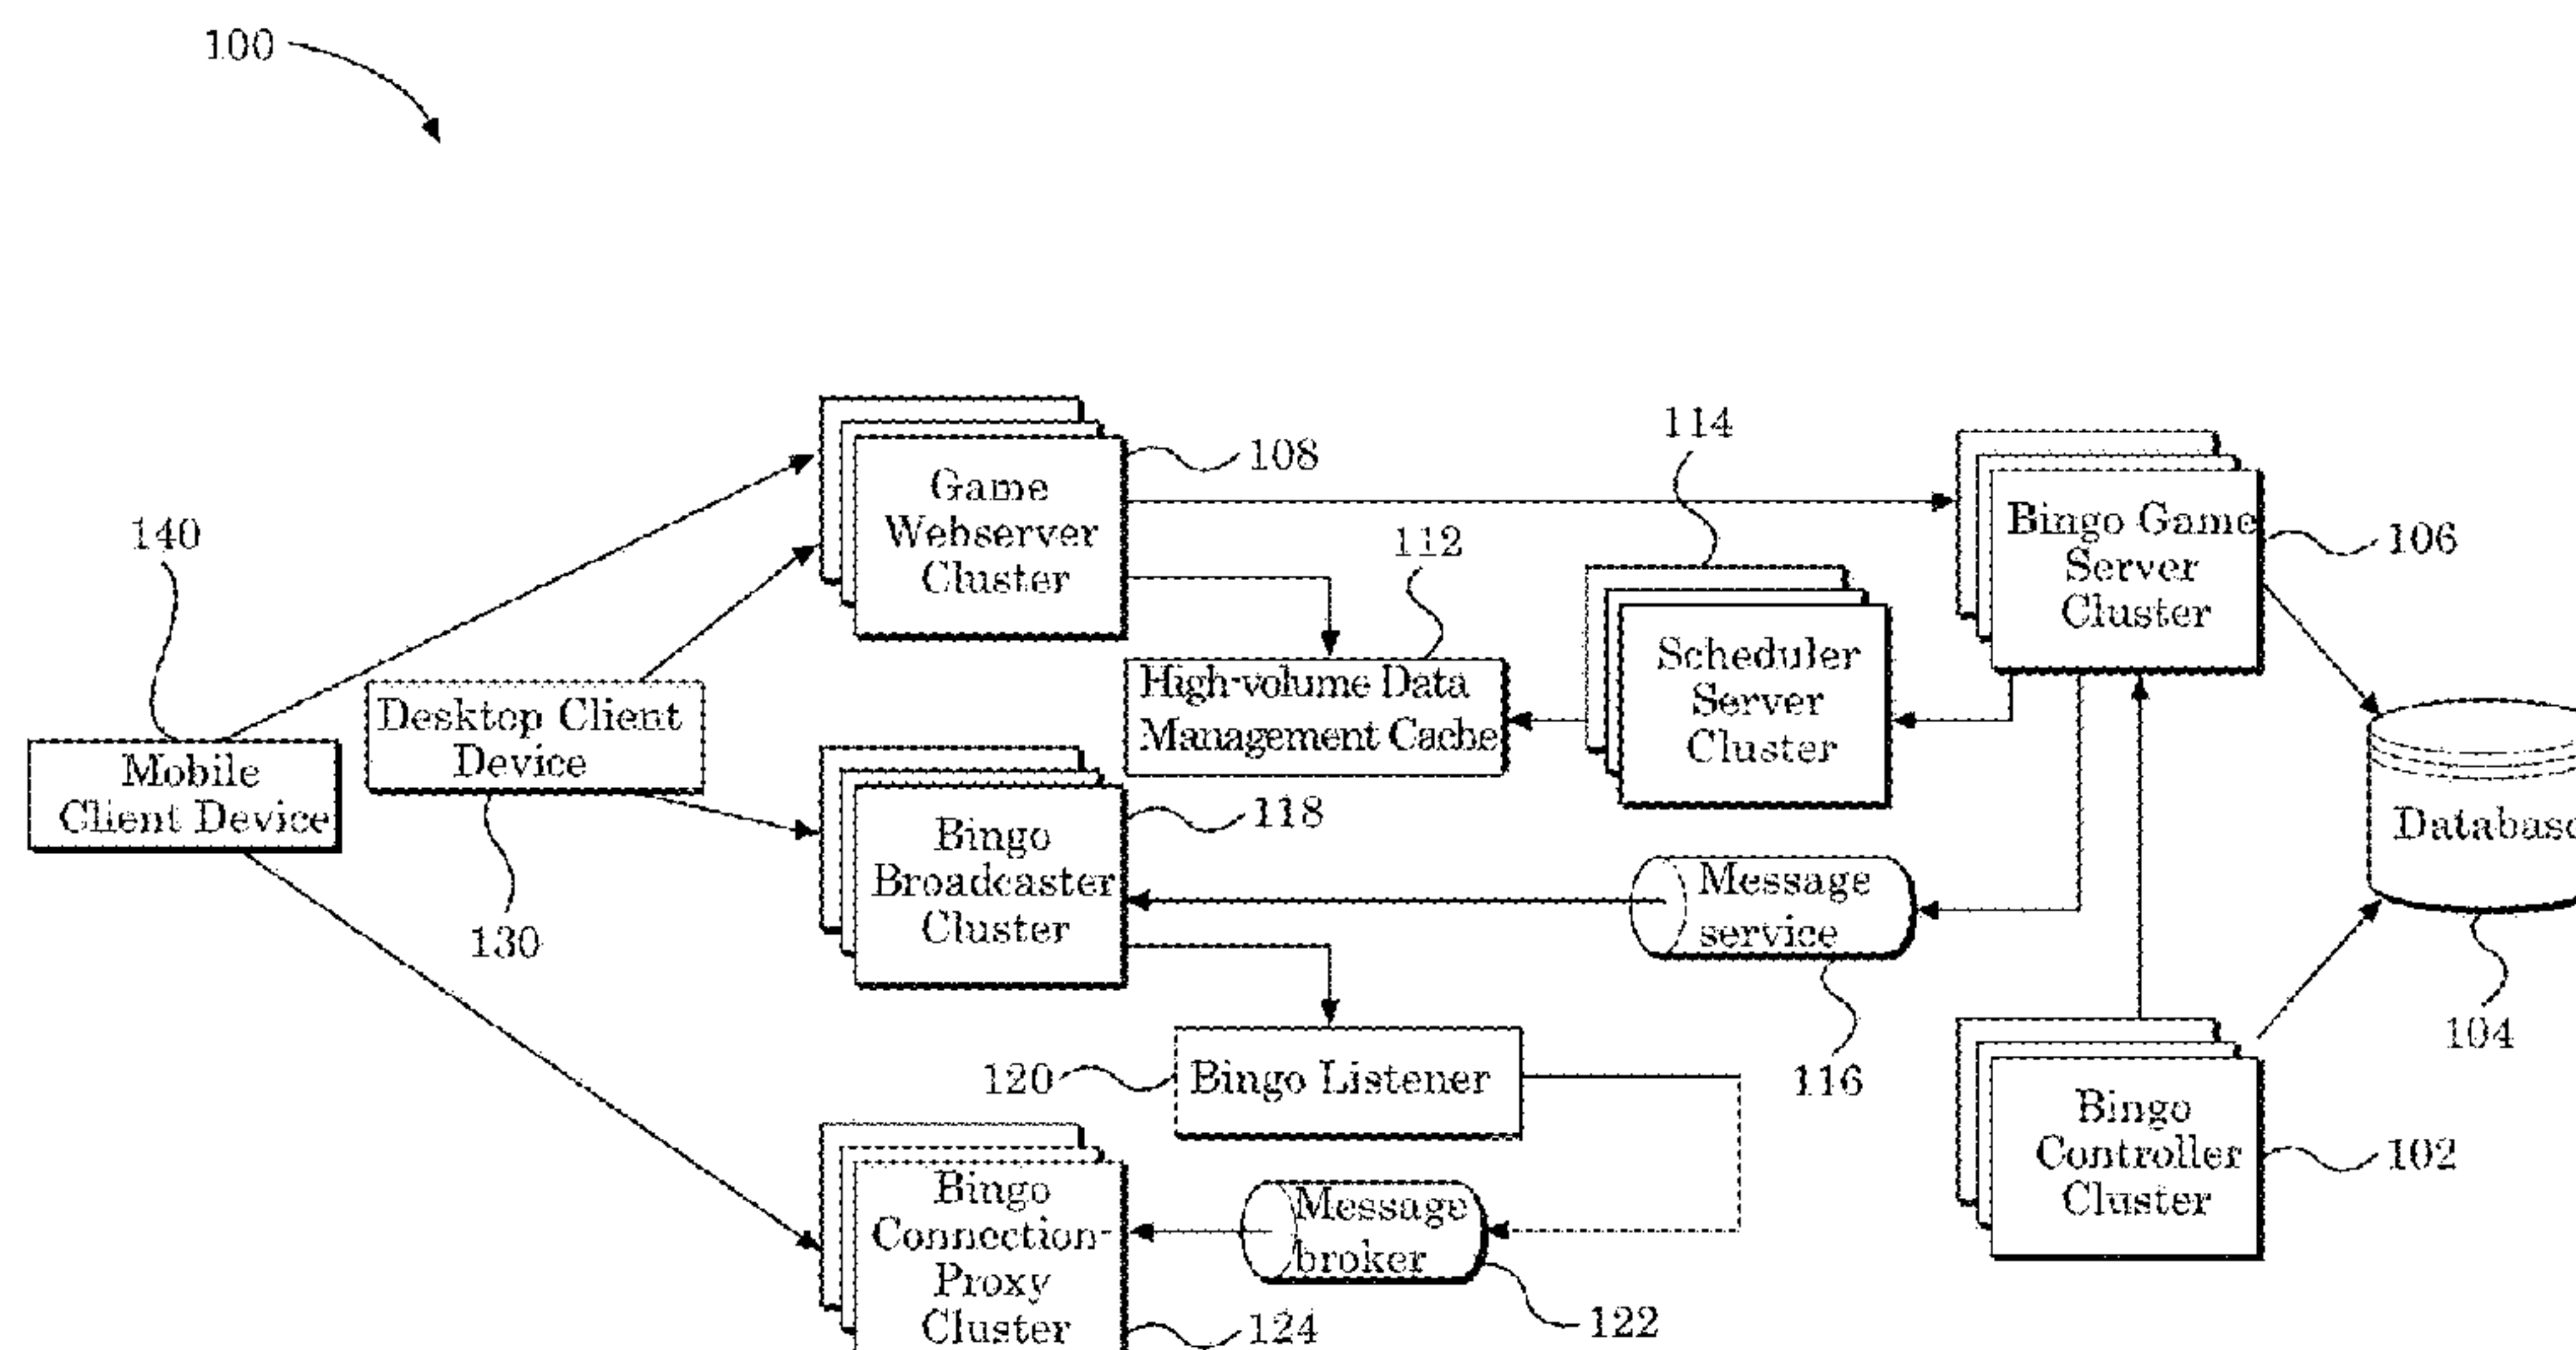 100
108
Game
Webserver
Cluster
114
Bingo Game
Server
Cluster
106
140
112
Scheduler
Server
Cluster
High-volume Data
Management Cache
Desktop Client
Device
130
Mobile
Client Device
118
Bingo
Broadcaster
Cluster
Message
service
116
Database
104
120
Bingo Listener
Bingo
Controller
Cluster
102
Bingo
Connection-
Proxy
Cluster
124
Message
broker
122